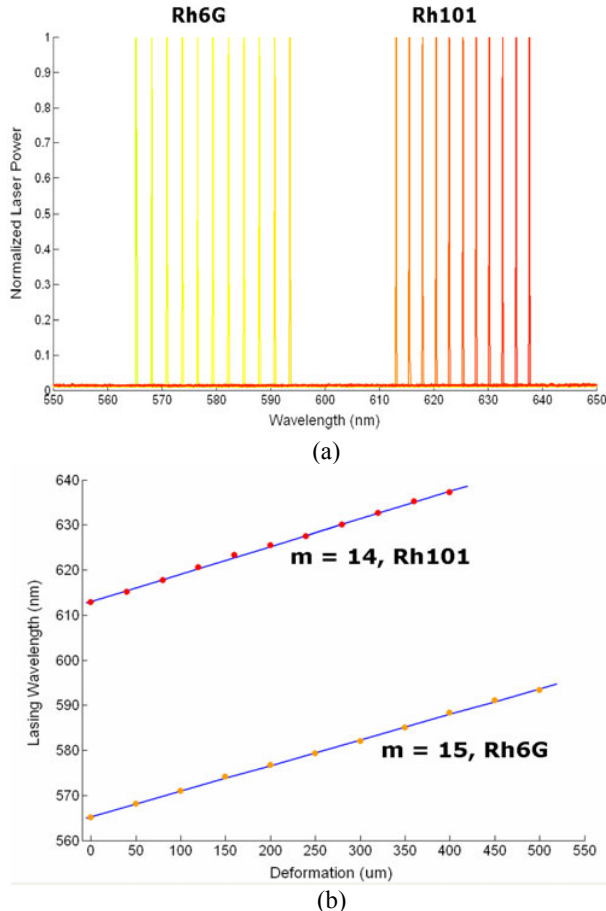 Rh6G Rh101
1
0.9
0.8
0.7
0.6
0.5
0.4
0.3
0.2
0.1
0
Normalized Laser Power
550 560 570 580 590 600 610 620 630 640 650
Wavelength (nm)
(a)
640
630
620
610
600
590
580
570
560
Lasing Wavelength (nm)
m = 14, Rh101
m = 15, Rh6G
0 50 100 150 200 250 300 350 400 450 500 550
Deformation (um)
(b)